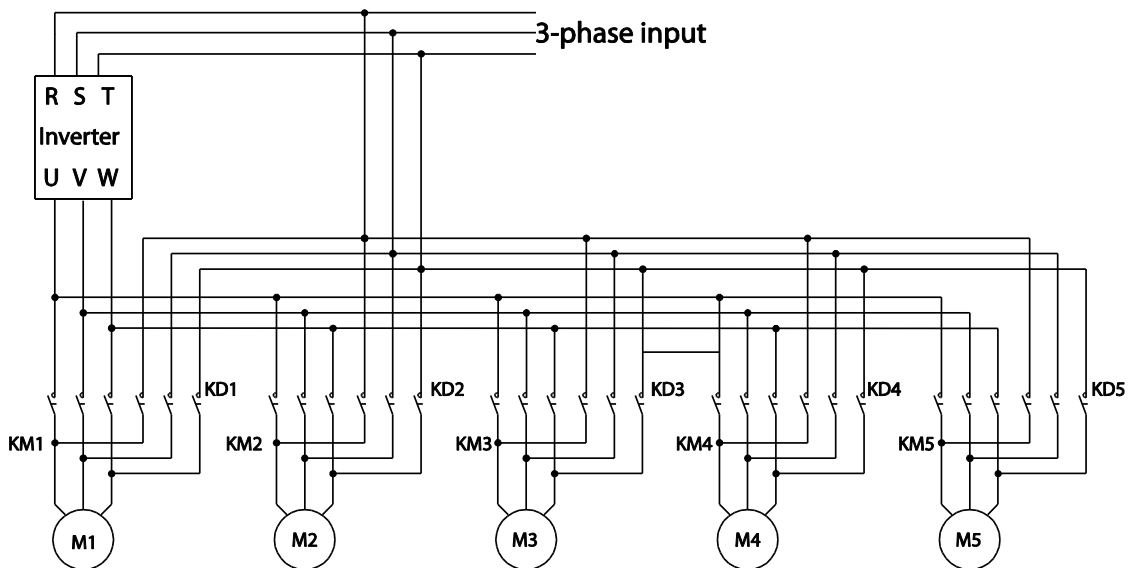 3-phase input
R S T
Inverter
U V W
KD1 KD2 KD3 KD4 KD5
KM1 KM2 KM3 KM4 KM5
M1 M2 M3 M4 M5